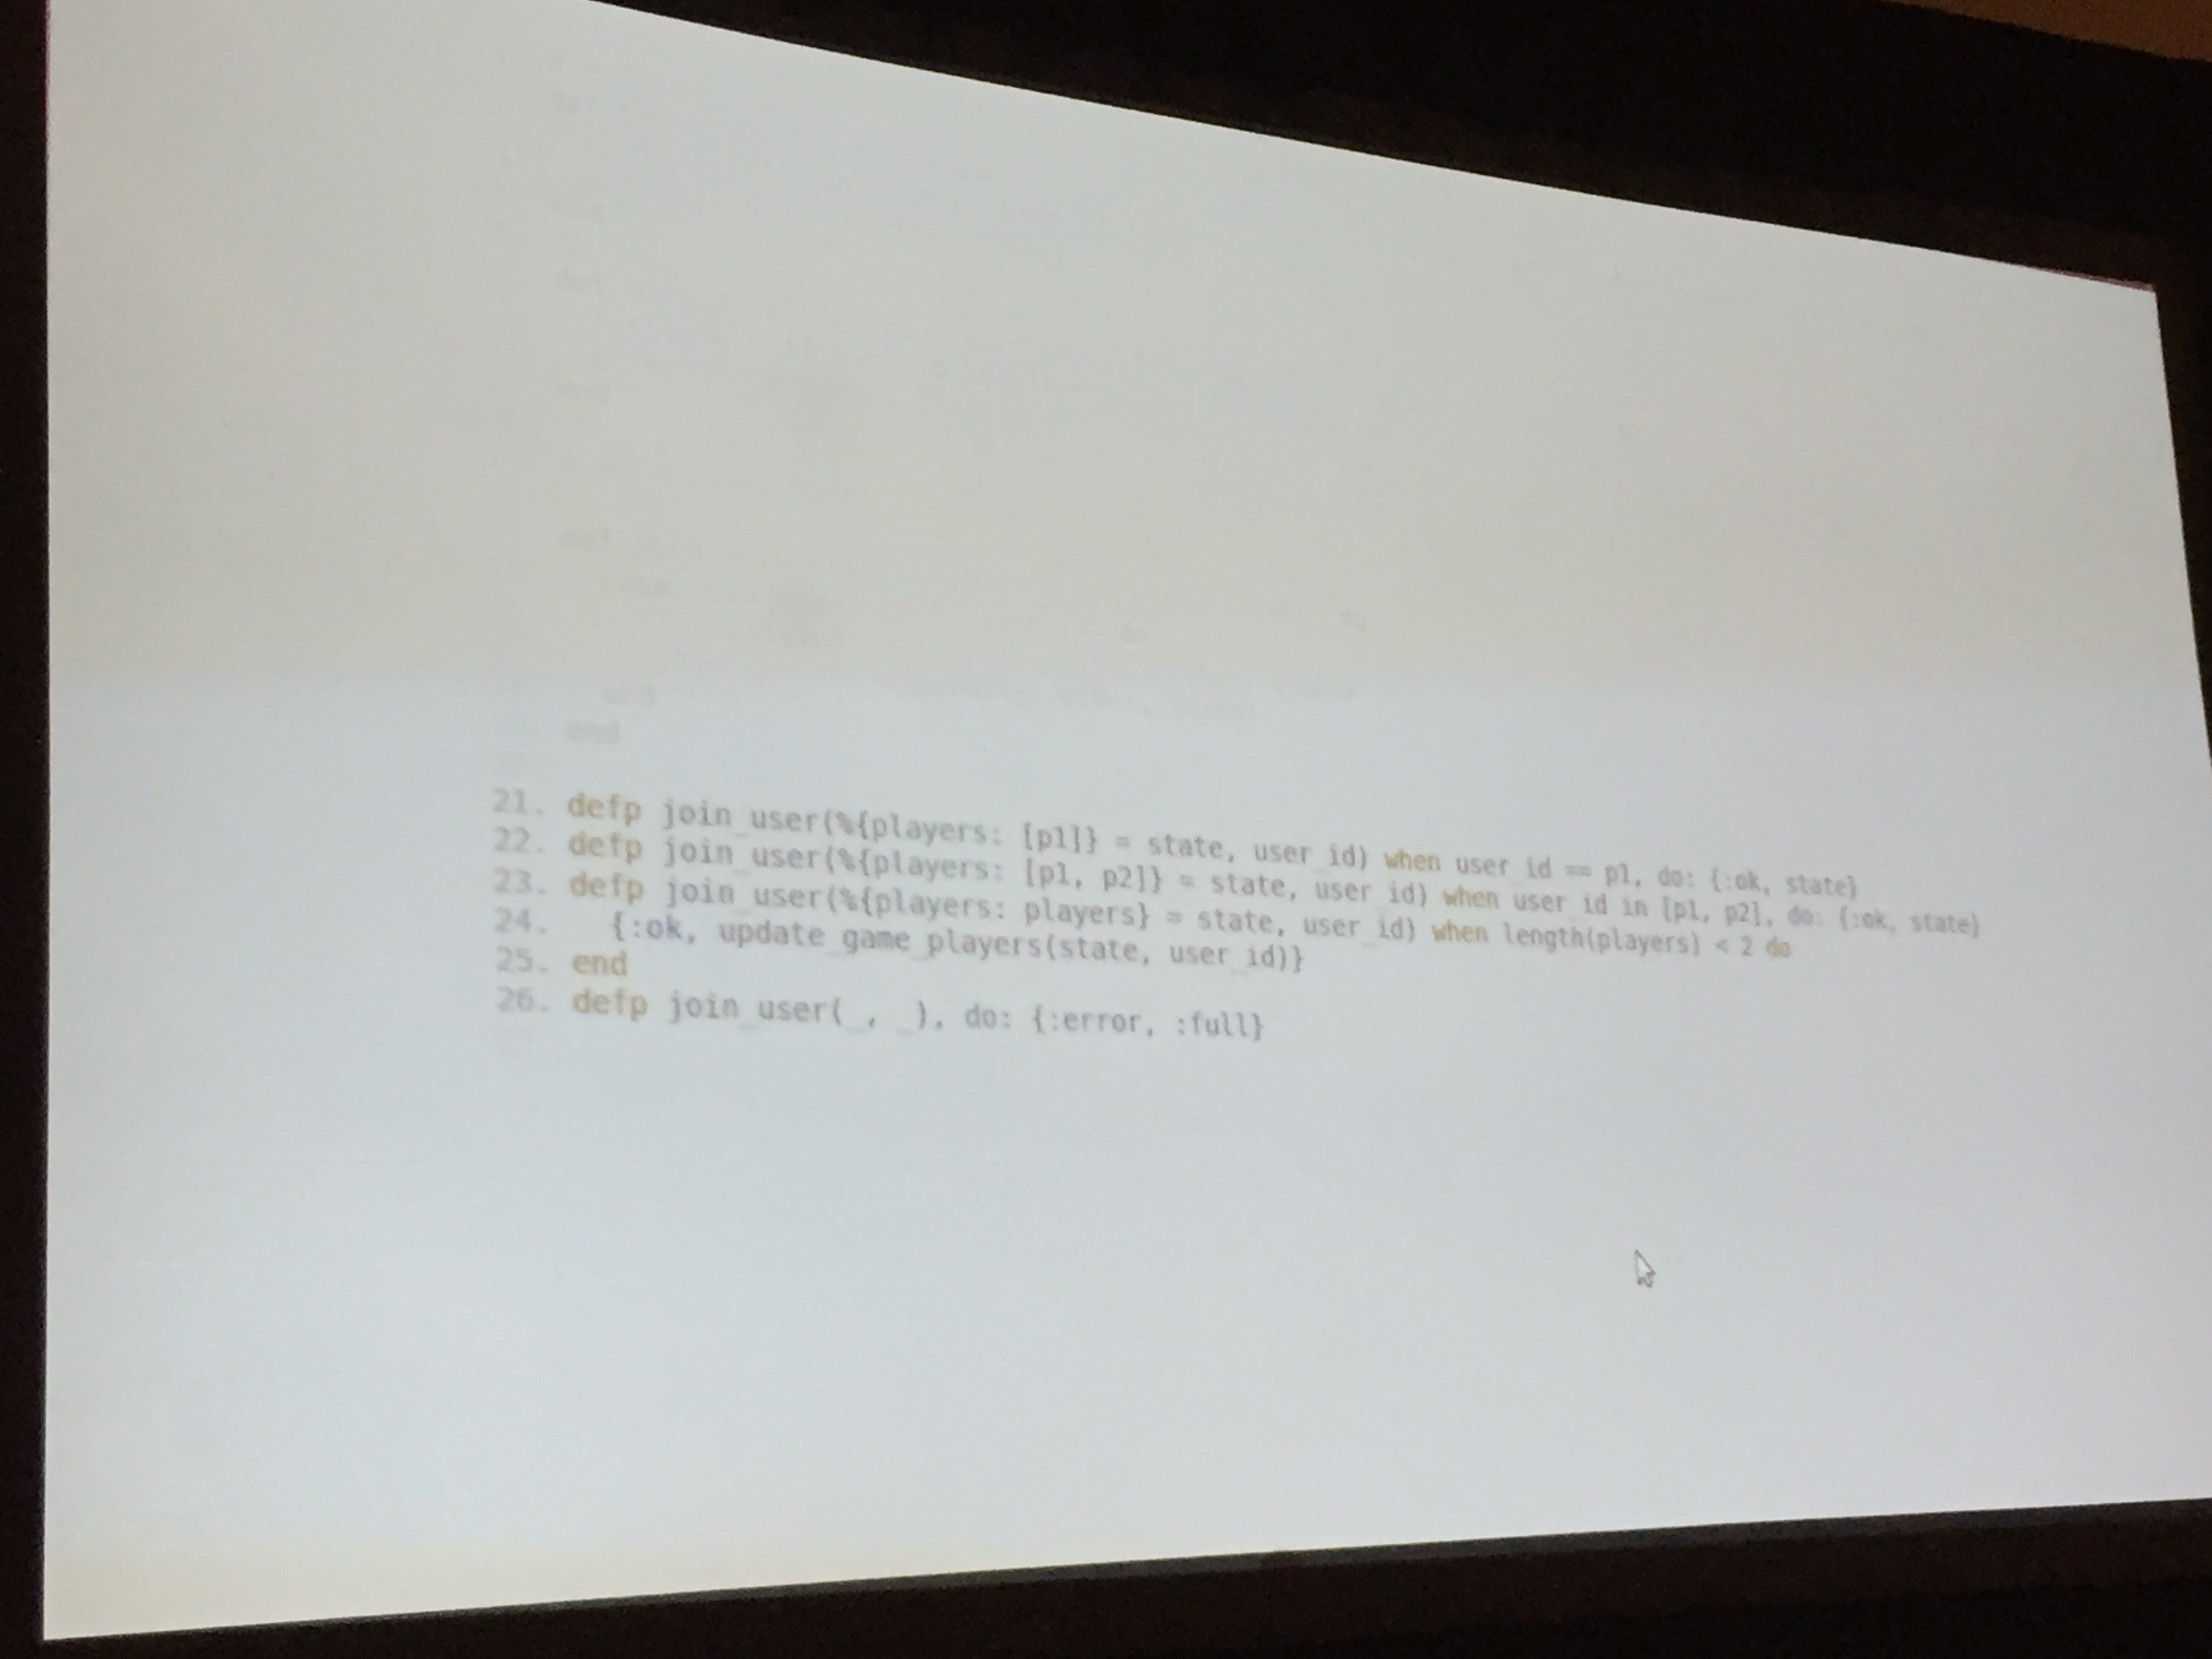 end
21. defp join_user(%{players: [p1]} = state, user_id) when user_id == p1, do: {:ok, state}
22. defp join_user(%{players: [p1, p2]} = state, user_id) when user_id in [p1, p2], do: {:ok, state}
23. defp join_user(%{players: players} = state, user_id) when length(players) < 2 do
24. {:ok, update_game_players(state, user_id)}
25. end
26. defp join_user(_, _), do: {:error, :full}